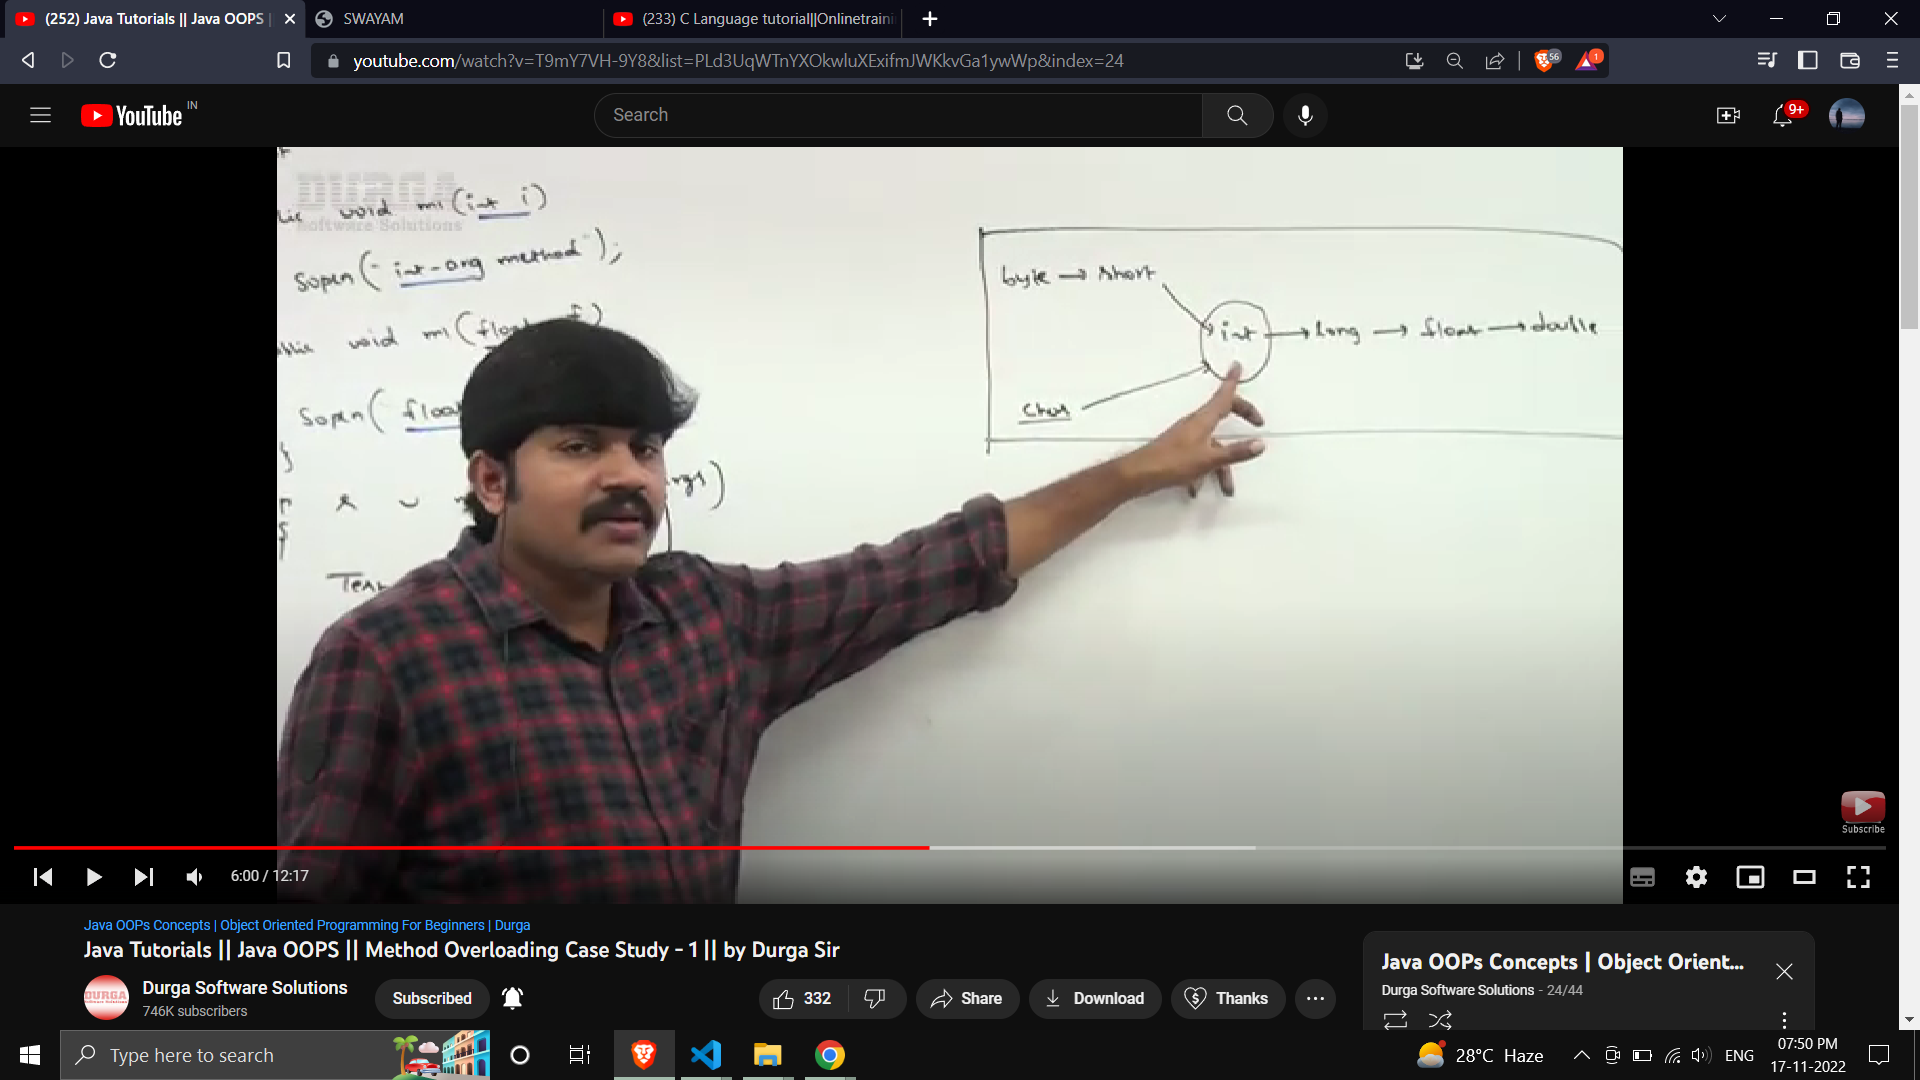 (252) Java Tutorials || Java OOPS |
SWAYAM
(233) C Language tutorial||Onlinetraini
youtube.com/watch?v=T9mY7VH-9Y8&list=PLd3UqWTnYXOkwluXExifmJWKkvGa1ywWp&index=24
56
1
YouTube IN
Search
9+
DURGA
Software Solutions
void m1(int i)
Sopln("int-arg method");
void m1(float f)
Sopln(
byte → short
int → long → float → double
char
Subscribe
6:00 / 12:17
Java OOPs Concepts | Object Oriented Programming For Beginners | Durga
Java Tutorials || Java OOPS || Method Overloading Case Study - 1 || by Durga Sir
Durga Software Solutions
746K subscribers
Subscribed
332
Share
Download
Thanks
Java OOPs Concepts | Object Orient...
Durga Software Solutions - 24/44
DURGA
Type here to search
28°C Haze
ENG
07:50 PM
17-11-2022